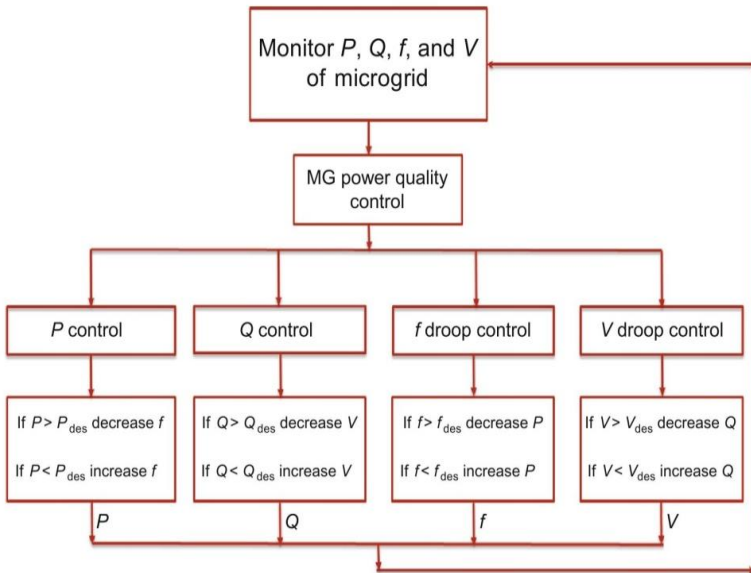 Monitor P, Q, f, and V
of microgrid
MG power quality
control
P control
Q control
f droop control
V droop control
If P> Pdes decrease f
If P< Pdes increase f
If Q> Qdes decrease V
If Q< Qdes increase V
If f> fdes decrease P
If f< fdes increase P
If V> Vdes decrease Q
If V< Vdes increase Q
P
Q
f
V